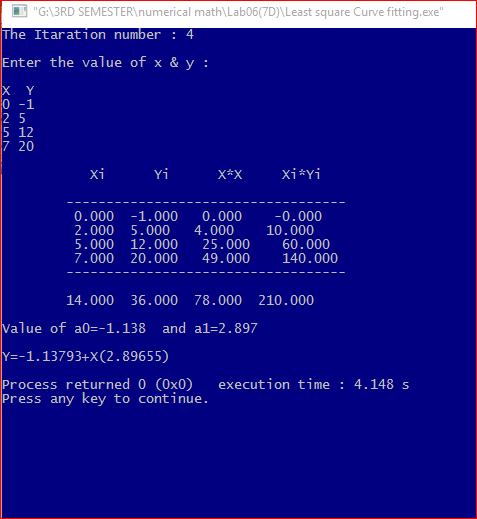 "G:\3RD SEMESTER\numerical math\Lab06(7D)\Least square Curve fitting.exe"
The Itaration number : 4
Enter the value of x & y :
X Y
0 -1
2 5
5 12
7 20
Xi Yi X*X Xi*Yi
-----------------------------------
0.000 -1.000 0.000 -0.000
2.000 5.000 4.000 10.000
5.000 12.000 25.000 60.000
7.000 20.000 49.000 140.000
-----------------------------------
14.000 36.000 78.000 210.000
Value of a0=-1.138 and a1=2.897
Y=-1.13793+X(2.89655)
Process returned 0 (0x0) execution time : 4.148 s
Press any key to continue.